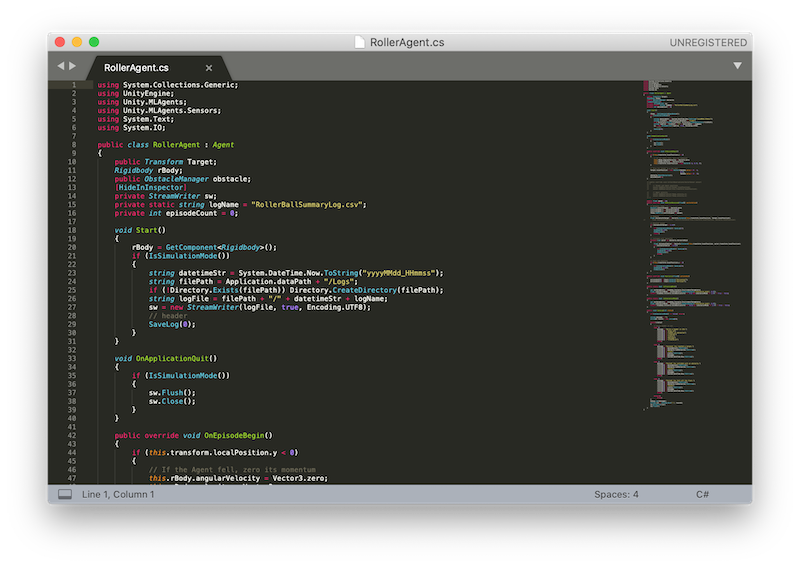 RollerAgent.cs
UNREGISTERED
RollerAgent.cs ×
1 using System.Collections.Generic;
2 using UnityEngine;
3 using Unity.MLAgents;
4 using Unity.MLAgents.Sensors;
5 using System.Text;
6 using System.IO;
7
8 public class RollerAgent : Agent
9 {
10 public Transform Target;
11 Rigidbody rBody;
12 public ObstacleManager obstacle;
13 [HideInInspector]
14 private StreamWriter sw;
15 private static string logName = "RollerBallSummaryLog.csv";
16 private int episodeCount = 0;
17
18 void Start()
19 {
20 rBody = GetComponent<Rigidbody>();
21 if (IsSimulationMode())
22 {
23 string datetimeStr = System.DateTime.Now.ToString("yyyyMMdd_HHmmss");
24 string filePath = Application.dataPath + "/Logs";
25 if (!Directory.Exists(filePath)) Directory.CreateDirectory(filePath);
26 string logFile = filePath + "/" + datetimeStr + logName;
27 sw = new StreamWriter(logFile, true, Encoding.UTF8);
28 // header
29 SaveLog(0);
30 }
31 }
32
33 void OnApplicationQuit()
34 {
35 if (IsSimulationMode())
36 {
37 sw.Flush();
38 sw.Close();
39 }
40 }
41
42 public override void OnEpisodeBegin()
43 {
44 if (this.transform.localPosition.y < 0)
45 {
46 // If the Agent fell, zero its momentum
47 this.rBody.angularVelocity = Vector3.zero;
Line 1, Column 1
Spaces: 4
C#